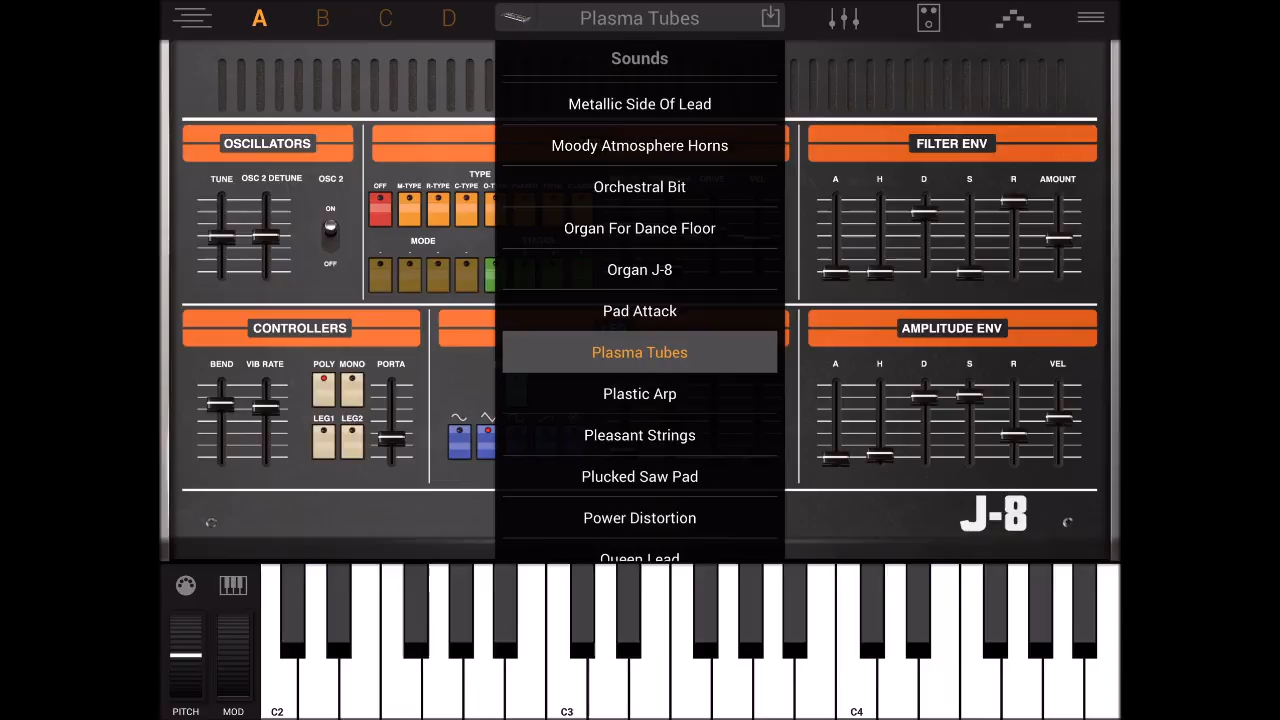 A B C D Plasma Tubes
Sounds
Metallic Side Of Lead
Moody Atmosphere Horns
Orchestral Bit
Organ For Dance Floor
Organ J-8
Pad Attack
Plasma Tubes
Plastic Arp
Pleasant Strings
Plucked Saw Pad
Power Distortion
Queen Lead
OSCILLATORS
TUNE OSC 2 DETUNE OSC 2
ON
OFF
TYPE
OFF M-TYPE R-TYPE C-TYPE
MODE
FILTER ENV
A H D S R AMOUNT
CONTROLLERS
BEND VIB RATE POLY MONO PORTA
LEG1 LEG2
AMPLITUDE ENV
A H D S R VEL
J-8
PITCH MOD C2 C3 C4